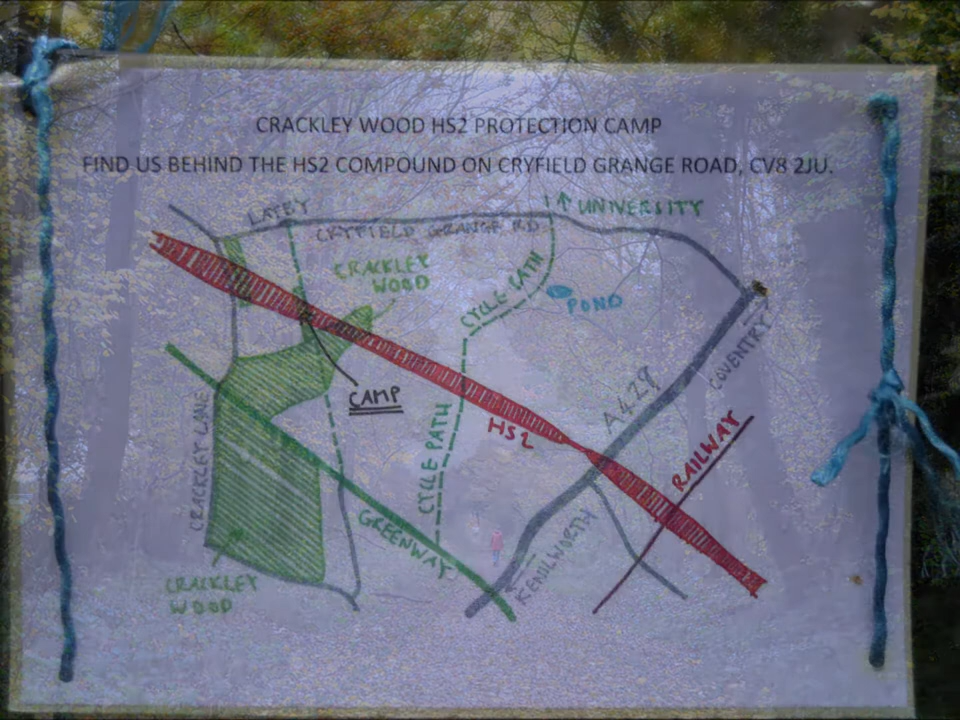 CRACKLEY WOOD HS2 PROTECTION CAMP
FIND US BEHIND THE HS2 COMPOUND ON CRYFIELD GRANGE ROAD, CV8 2JU.
↑ UNIVERSITY
CRYFIELD GRANGE RD
CRACKLEY
WOOD
CYCLE PATH
POND
COVENTRY
CAMP
A429
HS2
RAILWAY
CRACKLEY LANE
CYCLE PATH
GREENWAY
KENILWORTH
CRACKLEY
WOOD